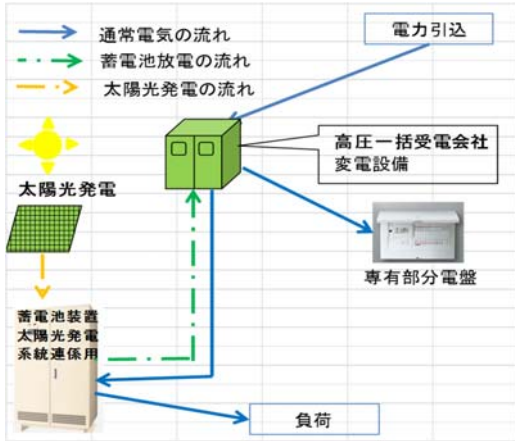 通常電気の流れ
電力引込
蓄電池放電の流れ
太陽光発電の流れ
高圧一括受電会社
変電設備
太陽光発電
専有部分電盤
蓄電池装置
太陽光発電
系統連係用
負荷